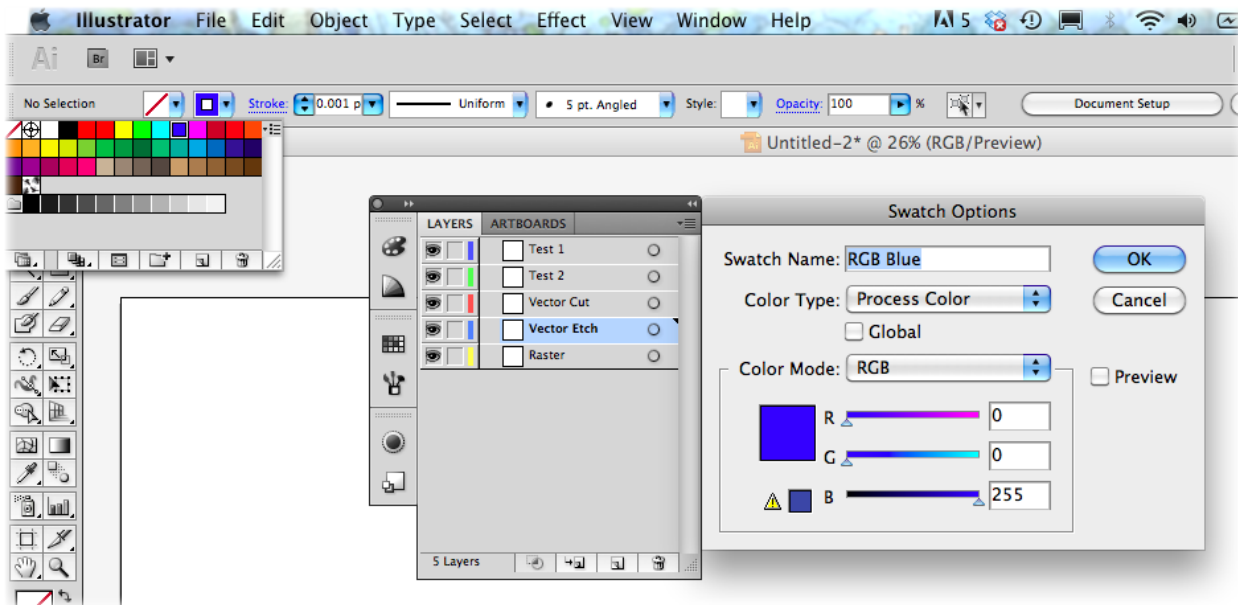 Illustrator File Edit Object Type Select Effect View Window Help 5
Ai Br
No Selection Stroke: 0.001 p Uniform 5 pt. Angled Style: Opacity: 100 % Document Setup
Untitled-2* @ 26% (RGB/Preview)
LAYERS ARTBOARDS
Test 1
Test 2
Vector Cut
Vector Etch
Raster
5 Layers
Swatch Options
Swatch Name: RGB Blue
OK
Color Type: Process Color
Cancel
Global
Color Mode: RGB
Preview
R 0
G 0
B 255